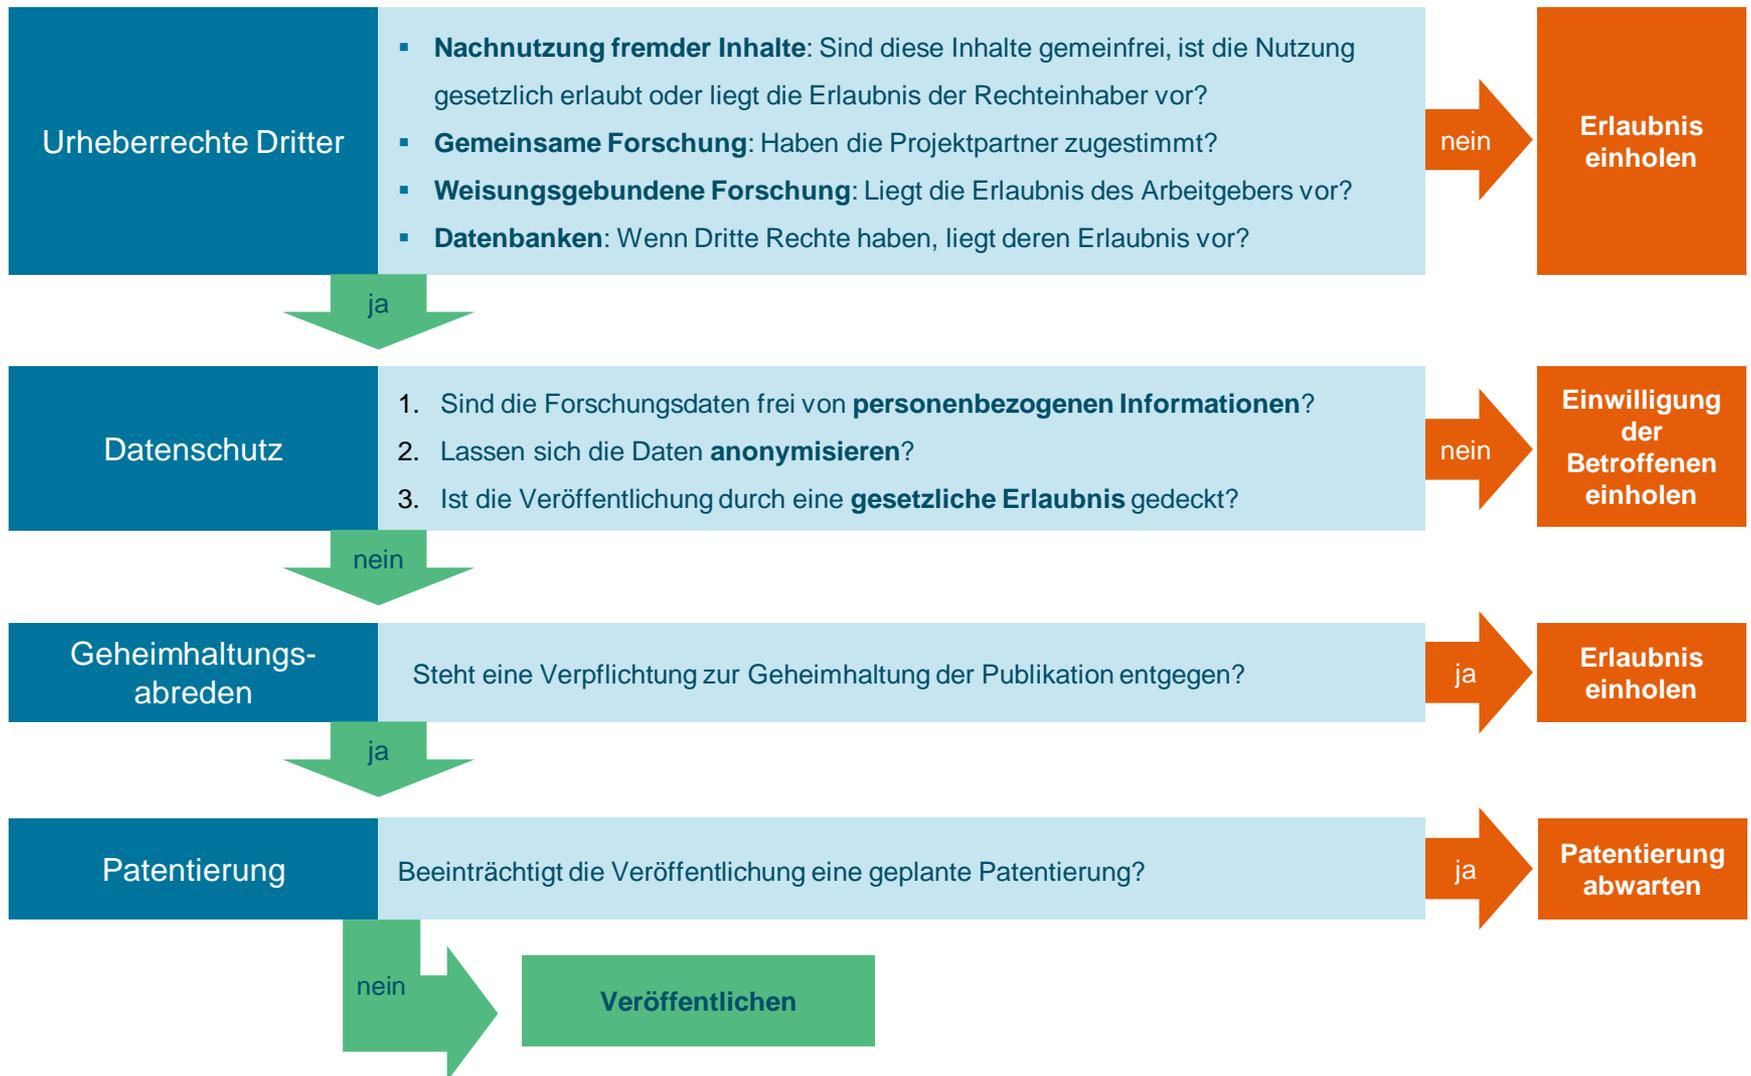 Urheberrechte Dritter
▪ Nachnutzung fremder Inhalte: Sind diese Inhalte gemeinfrei, ist die Nutzung
gesetzlich erlaubt oder liegt die Erlaubnis der Rechteinhaber vor?
▪ Gemeinsame Forschung: Haben die Projektpartner zugestimmt?
▪ Weisungsgebundene Forschung: Liegt die Erlaubnis des Arbeitgebers vor?
▪ Datenbanken: Wenn Dritte Rechte haben, liegt deren Erlaubnis vor?
nein
Erlaubnis
einholen
ja
Datenschutz
1. Sind die Forschungsdaten frei von personenbezogenen Informationen?
2. Lassen sich die Daten anonymisieren?
3. Ist die Veröffentlichung durch eine gesetzliche Erlaubnis gedeckt?
nein
Einwilligung
der
Betroffenen
einholen
nein
Geheimhaltungs-
abreden
Steht eine Verpflichtung zur Geheimhaltung der Publikation entgegen?
ja
Erlaubnis
einholen
ja
Patentierung
Beeinträchtigt die Veröffentlichung eine geplante Patentierung?
ja
Patentierung
abwarten
nein
Veröffentlichen